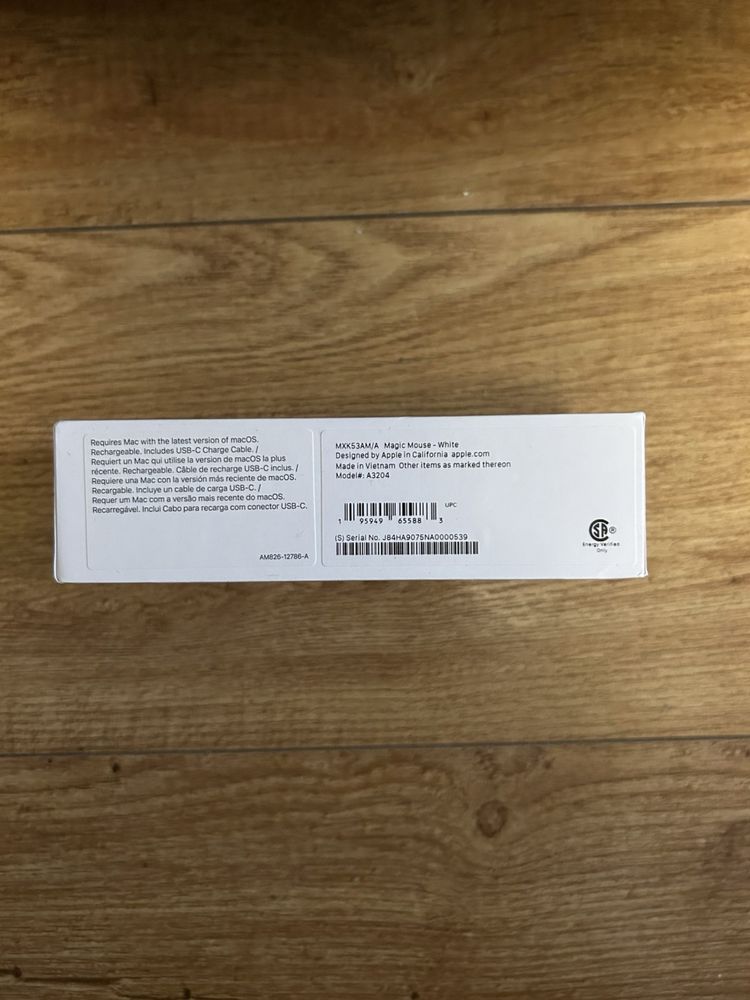 Requires Mac with the latest version of macOS.
Rechargeable. Includes USB-C Charge Cable. /
Requiert un Mac qui utilise la version de macOS la plus
récente. Rechargeable. Câble de recharge USB-C inclus. /
Requiere una Mac con la versión más reciente de macOS.
Recargable. Incluye un cable de carga USB-C. /
Requer um Mac com a versão mais recente do macOS.
Recarregável. Inclui Cabo para recarga com conector USB-C.
AM826-12786-A
MXK53AM/A Magic Mouse - White
Designed by Apple in California apple.com
Made in Vietnam Other items as marked thereon
Model#: A3204
UPC
1 95949 65588 3
(S) Serial No. J84HA9075NA0000539
SA ®
Energy Verified
Only